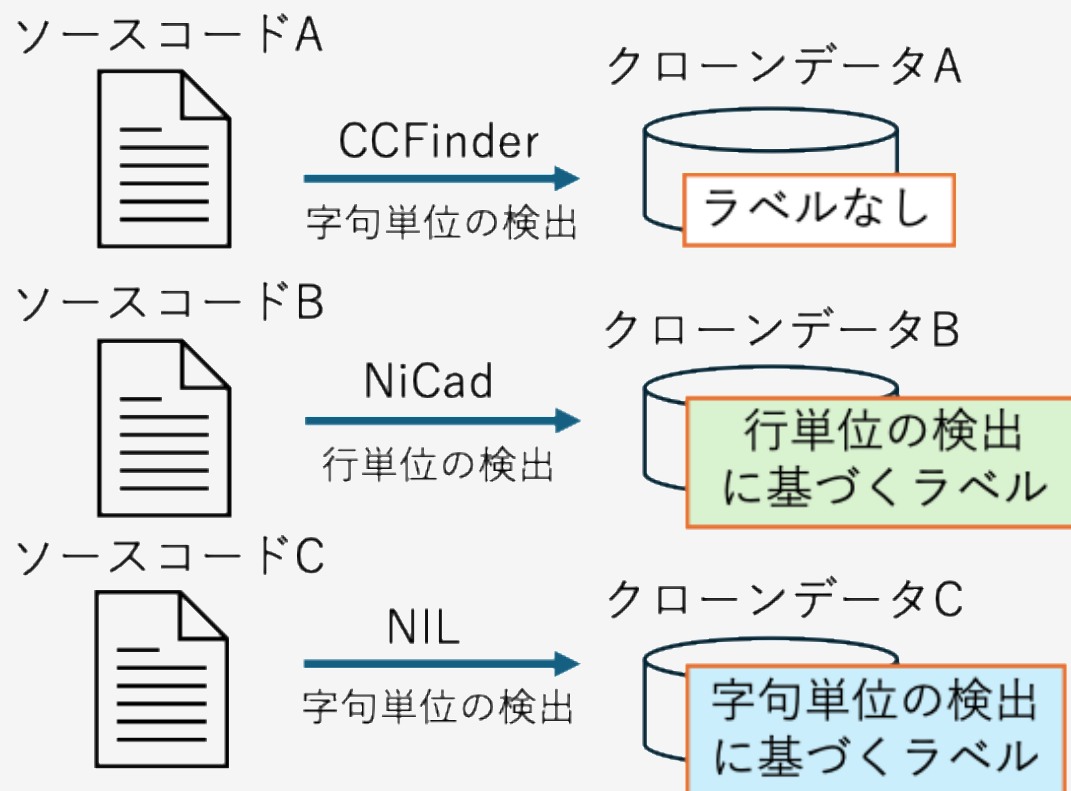 ソースコードA
クローンデータA
CCFinder
字句単位の検出
ラベルなし
ソースコードB
クローンデータB
NiCad
行単位の検出
行単位の検出
に基づくラベル
ソースコードC
クローンデータC
NIL
字句単位の検出
字句単位の検出
に基づくラベル